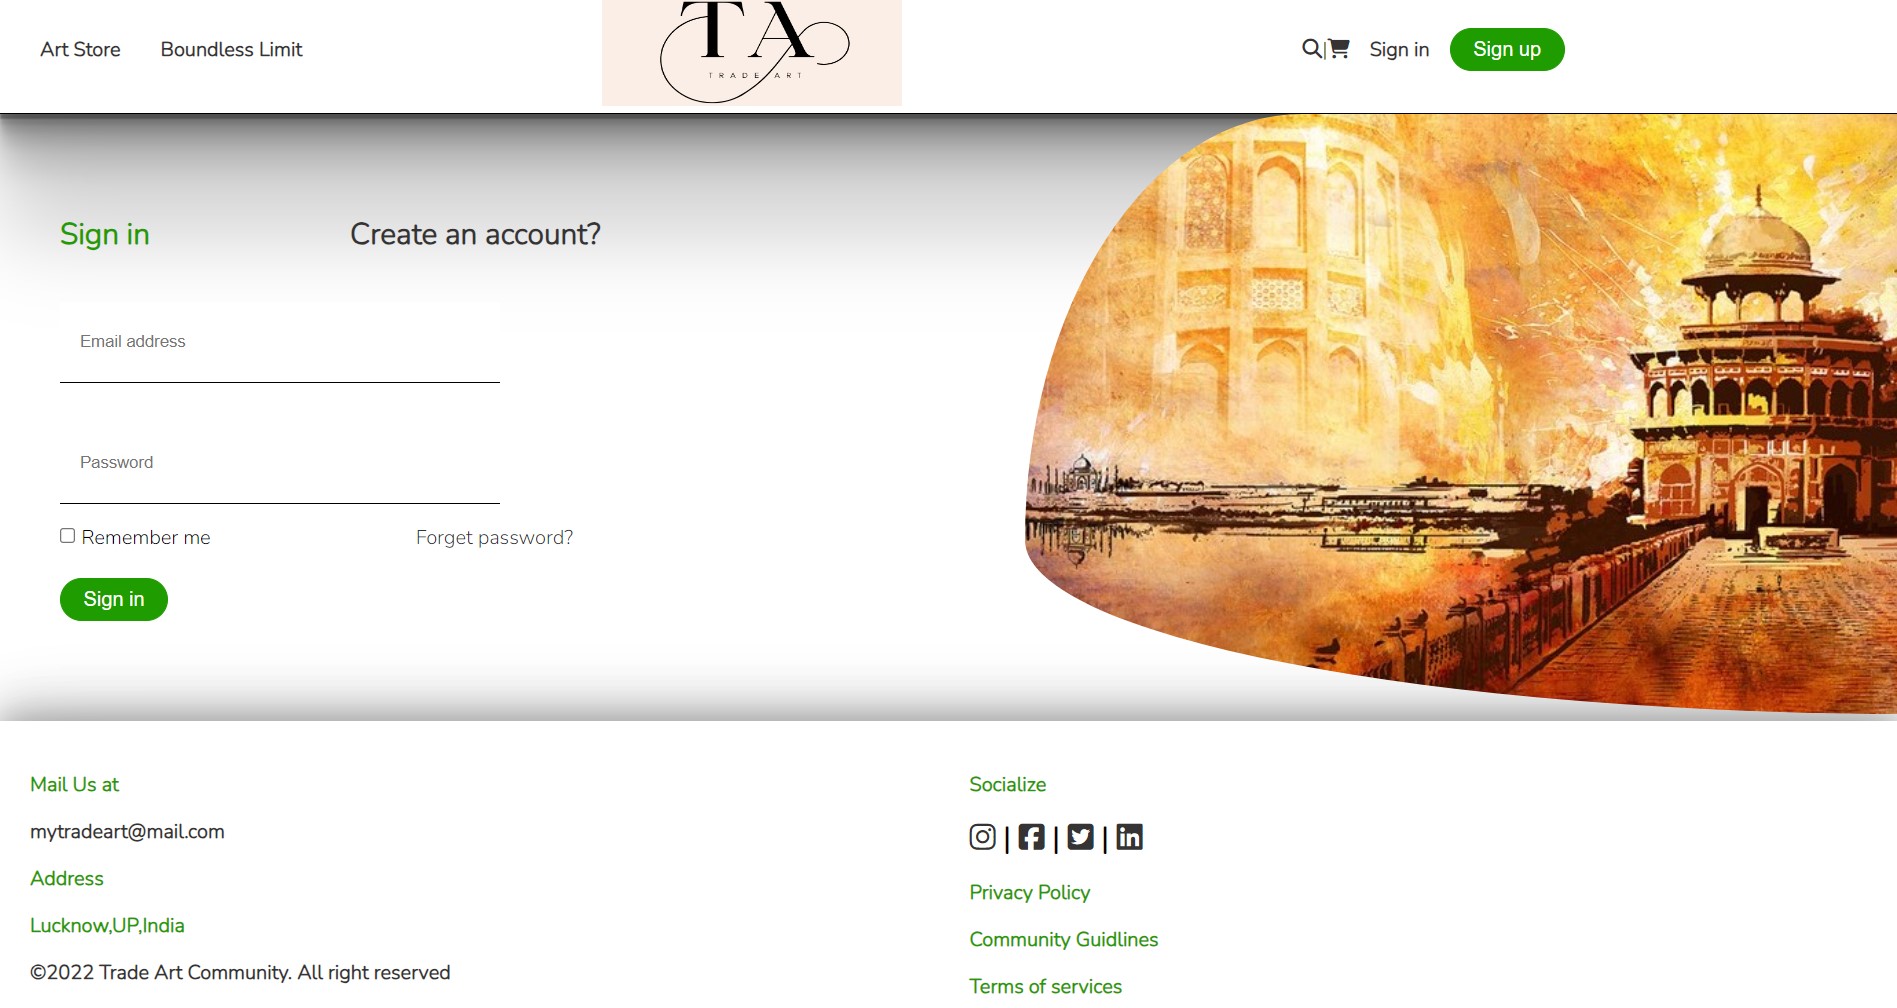 Art Store
Boundless Limit
TA
TRADE ART
|
Sign in
Sign up
Sign in
Create an account?
Email address
Password
Remember me
Forget password?
Sign in
Mail Us at
mytradeart@mail.com
Address
Lucknow,UP,India
©2022 Trade Art Community. All right reserved
Socialize
| | |
Privacy Policy
Community Guidlines
Terms of services